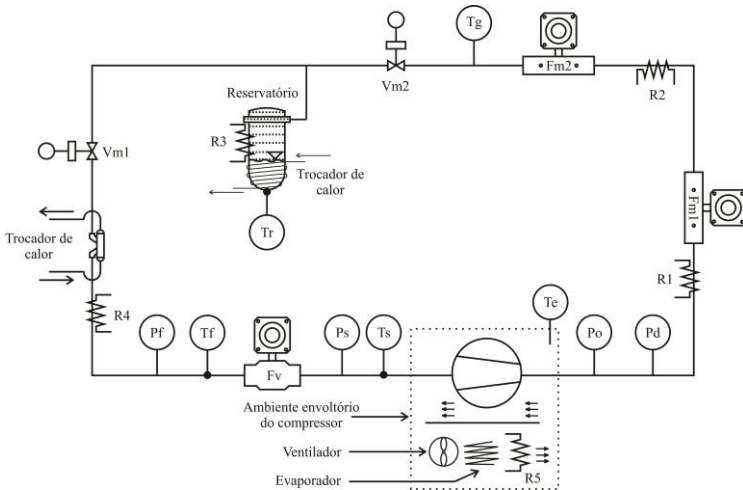 Tg
Fm2
Vm2
R2
Reservatório
R3
Vm1
Trocador de
calor
Fm1
Tr
Trocador de
calor
R1
R4
Te
Pf
Tf
Ps
Ts
Po
Pd
Fv
Ambiente envoltório
do compressor
Ventilador
R5
Evaporador